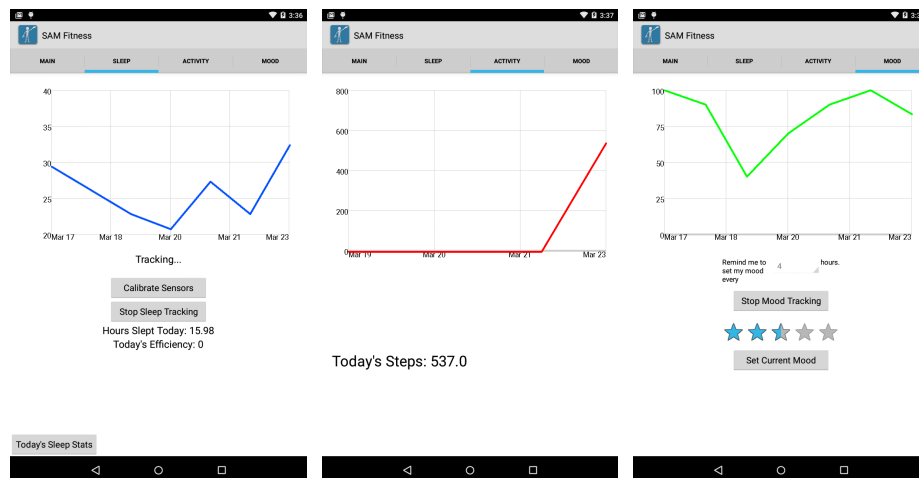 3:36
SAM Fitness
MAIN SLEEP ACTIVITY MOOD
40
35
30
25
20
Mar 17 Mar 18 Mar 20 Mar 21 Mar 23
Tracking...
Calibrate Sensors
Stop Sleep Tracking
Hours Slept Today: 15.98
Today's Efficiency: 0
Today's Sleep Stats
3:37
SAM Fitness
MAIN SLEEP ACTIVITY MOOD
800
600
400
200
0
Mar 19 Mar 20 Mar 21 Mar 23
Today's Steps: 537.0
SAM Fitness
MAIN SLEEP ACTIVITY MOOD
100
75
50
25
0
Mar 17 Mar 18 Mar 20 Mar 21 Mar 23
Remind me to
set my mood
every
4
hours.
Stop Mood Tracking
Set Current Mood